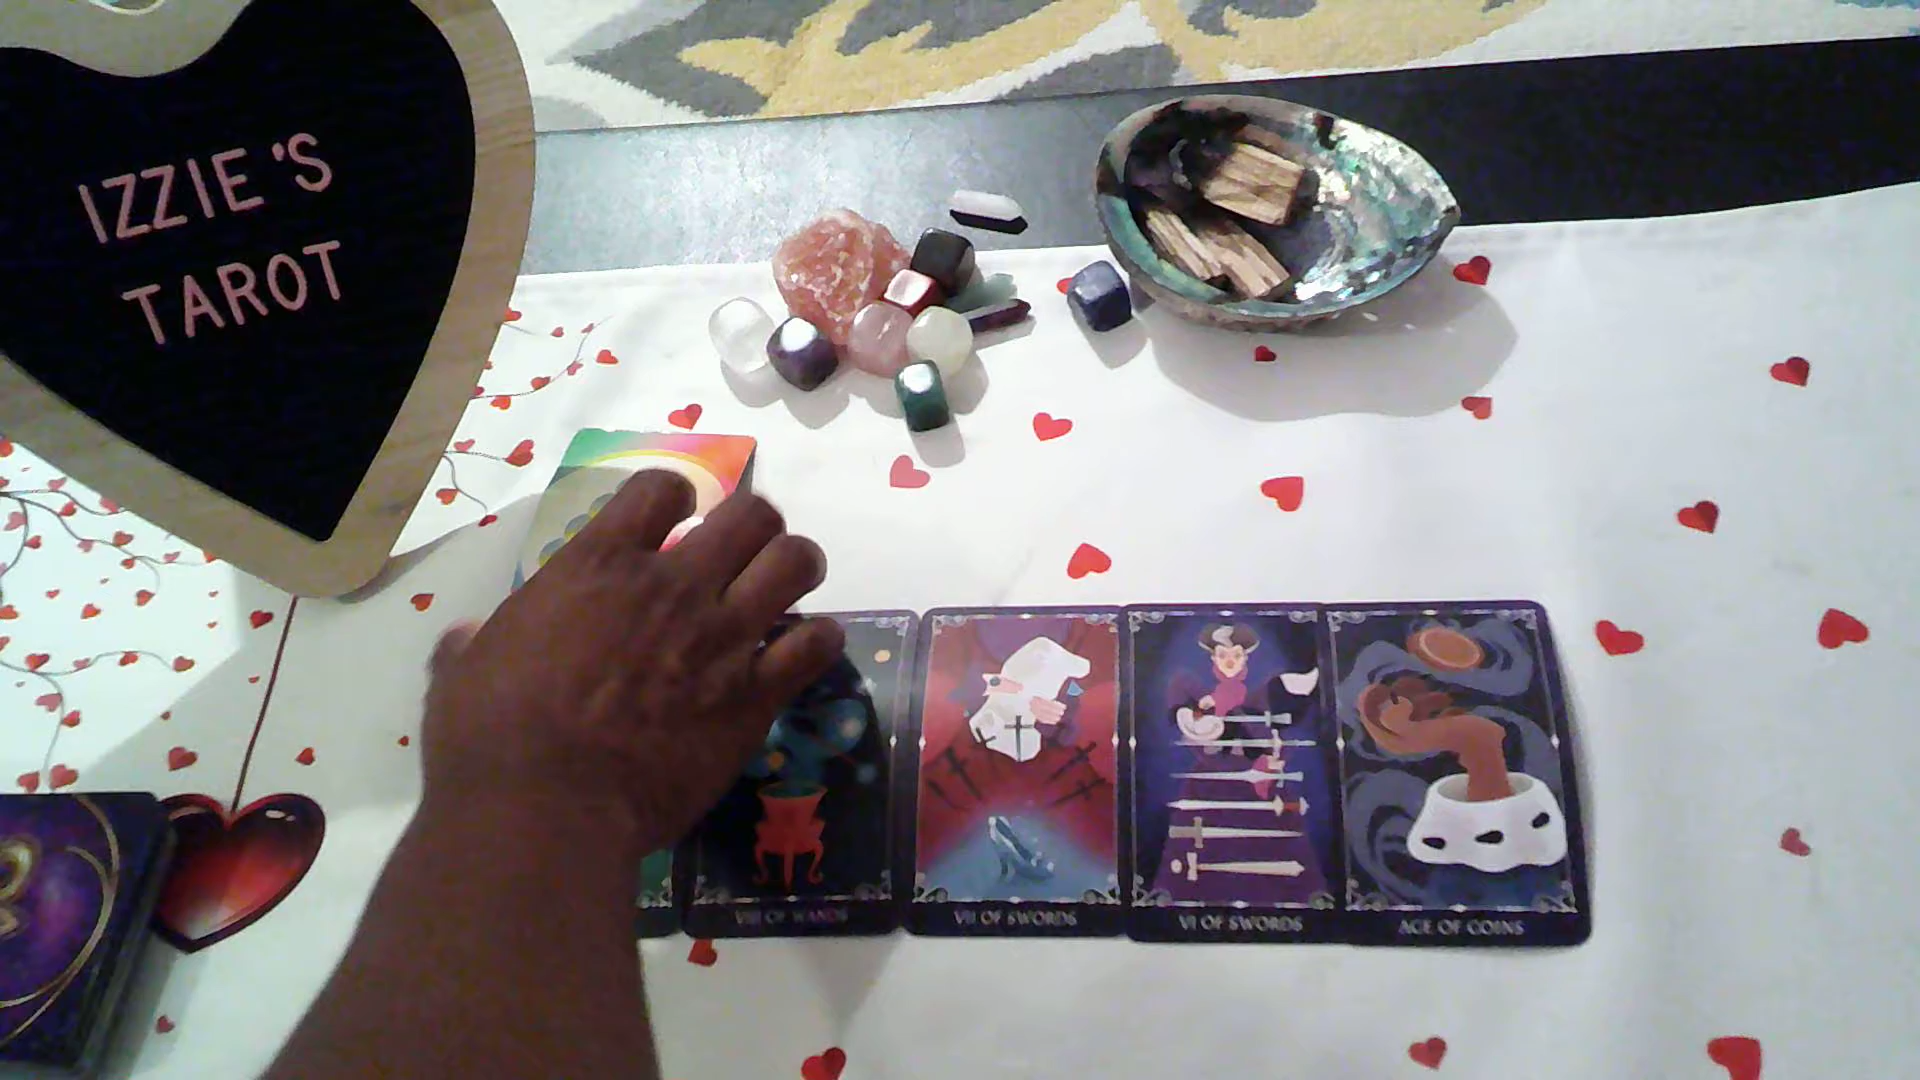 IZZIE'S
TAROT
VIII OF WANDS
VII OF SWORDS
VI OF SWORDS
ACE OF COINS